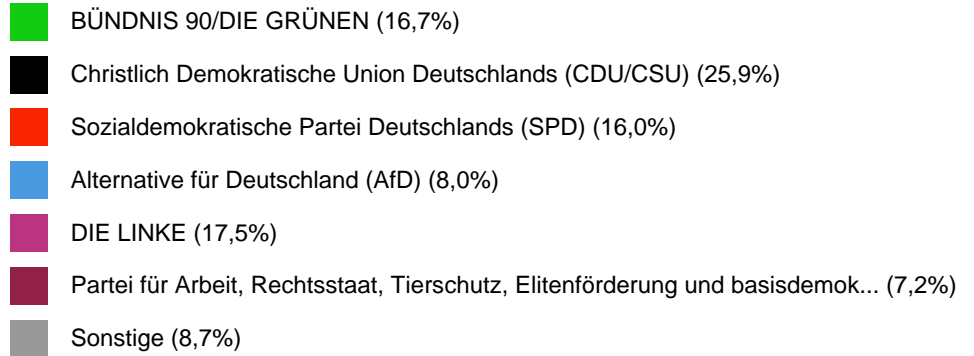 BÜNDNIS 90/DIE GRÜNEN (16,7%)
Christlich Demokratische Union Deutschlands (CDU/CSU) (25,9%)
Sozialdemokratische Partei Deutschlands (SPD) (16,0%)
Alternative für Deutschland (AfD) (8,0%)
DIE LINKE (17,5%)
Partei für Arbeit, Rechtsstaat, Tierschutz, Elitenförderung und basisdemok... (7,2%)
Sonstige (8,7%)